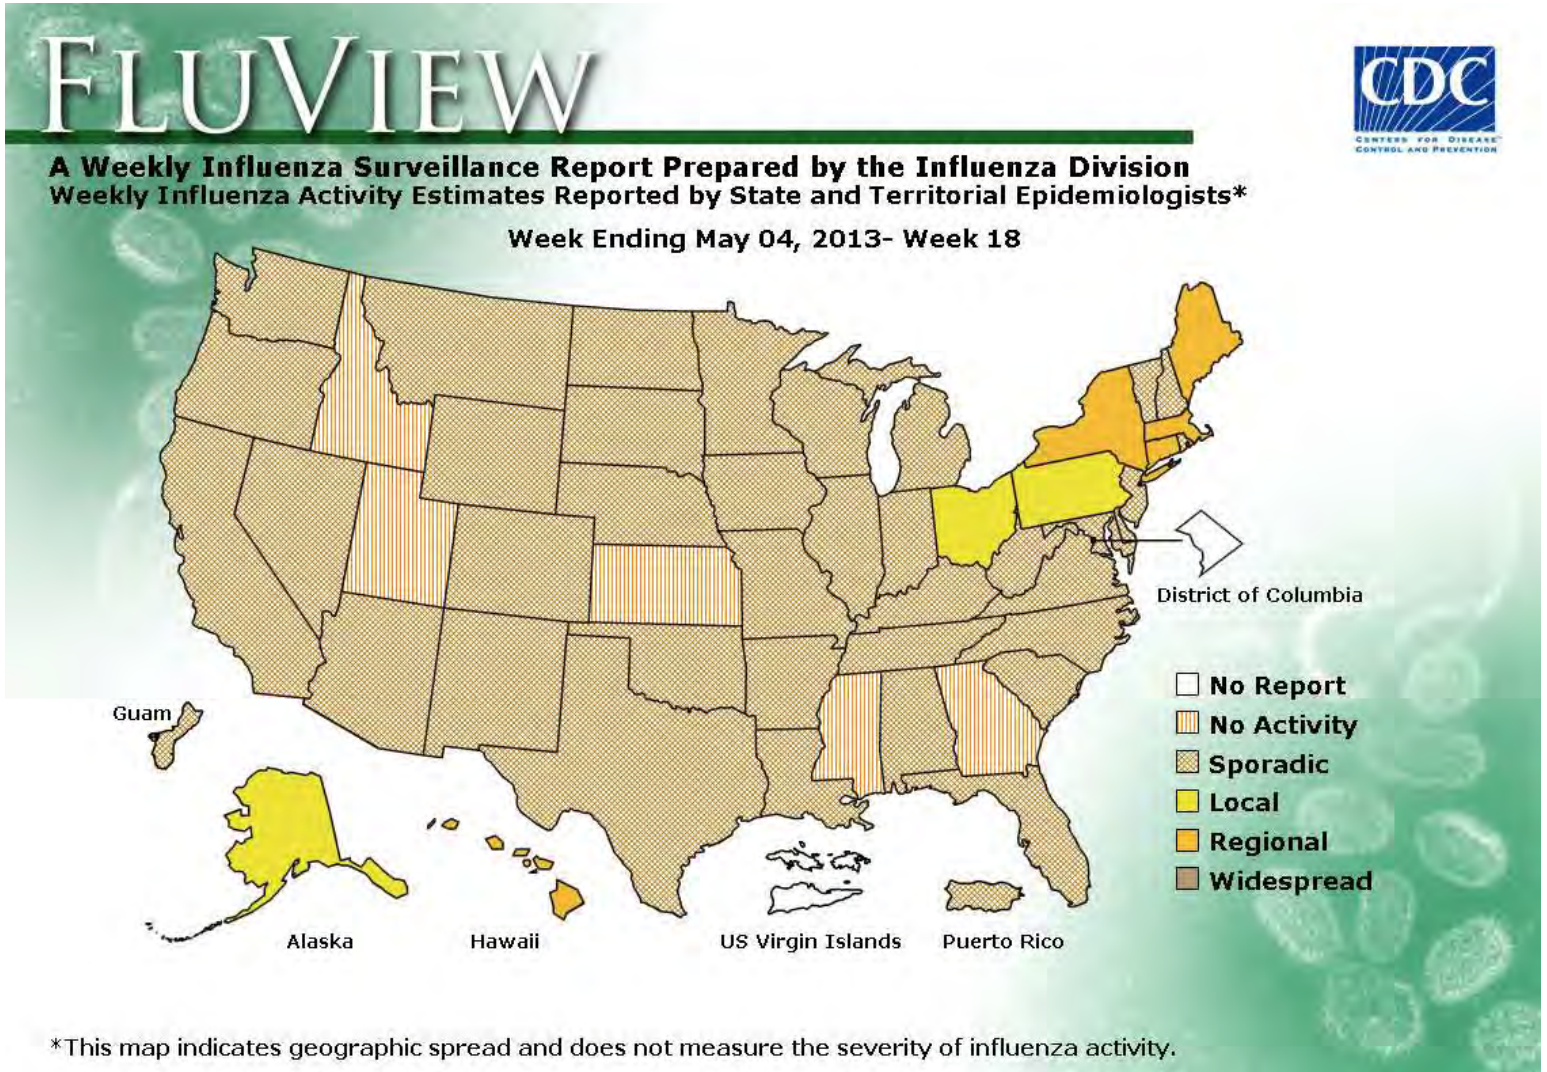 FLUVIEW
CDC
CENTERS FOR DISEASE™
CONTROL AND PREVENTION
A Weekly Influenza Surveillance Report Prepared by the Influenza Division
Weekly Influenza Activity Estimates Reported by State and Territorial Epidemiologists*
Week Ending May 04, 2013- Week 18
District of Columbia
No Report
No Activity
Sporadic
Local
Regional
Widespread
Guam
Alaska
Hawaii
US Virgin Islands
Puerto Rico
*This map indicates geographic spread and does not measure the severity of influenza activity.